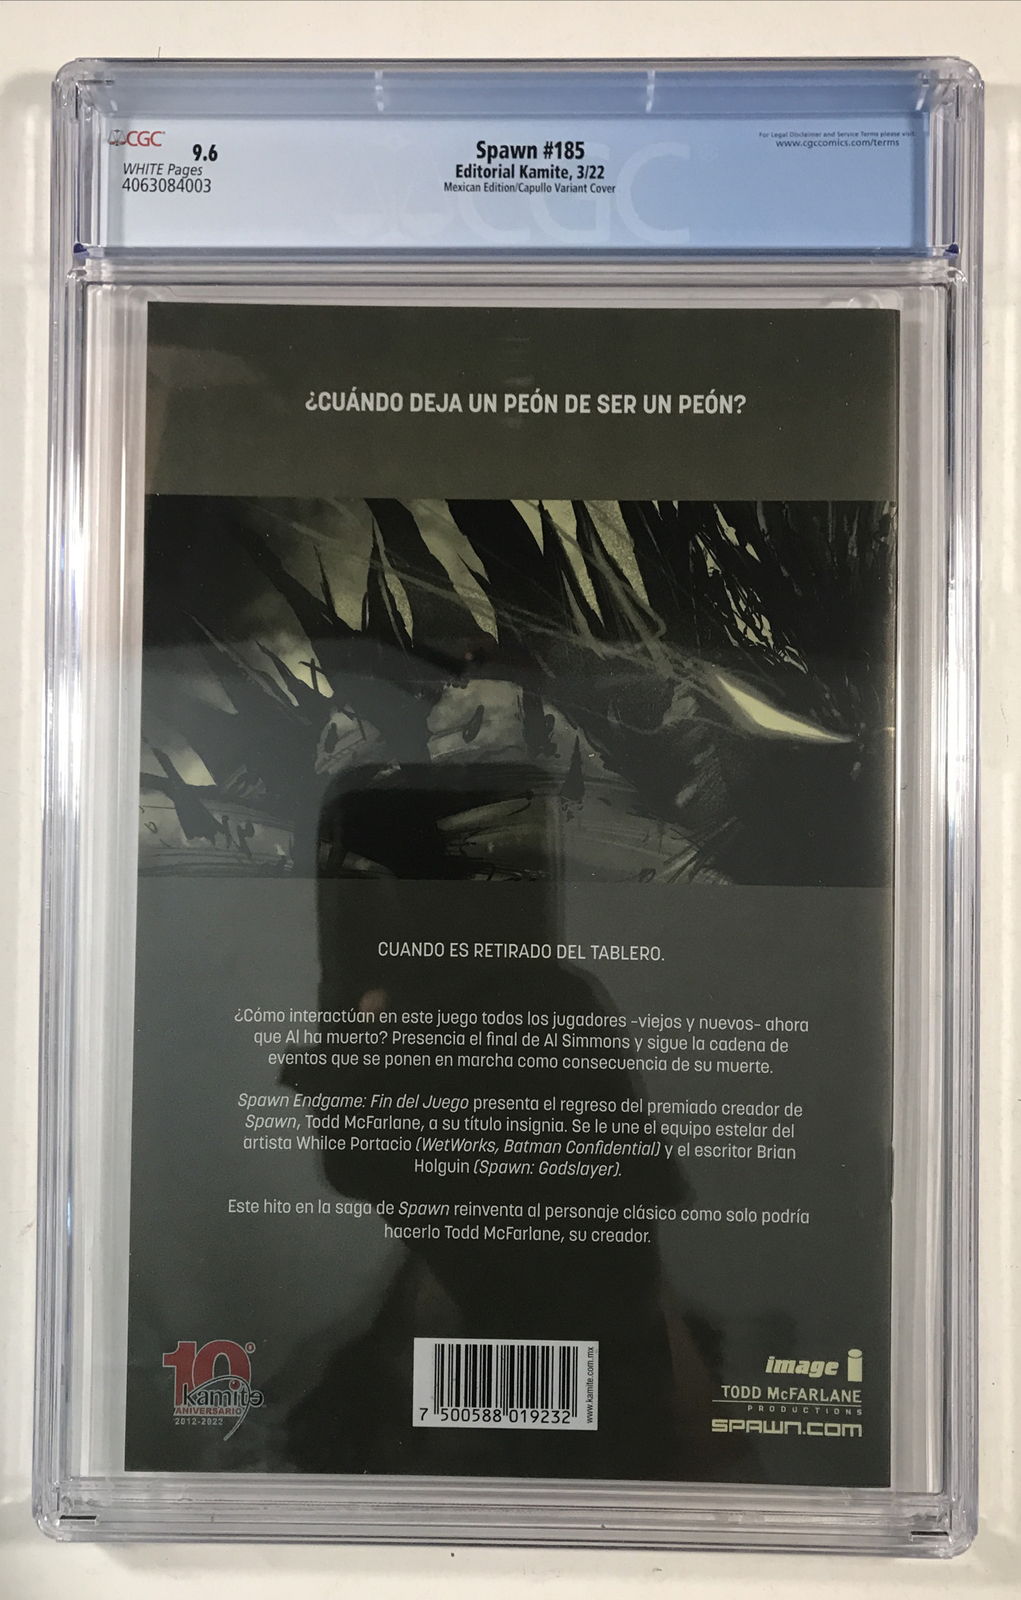 CGC
9.6
WHITE Pages
4063084003
Spawn #185
Editorial Kamite, 3/22
Mexican Edition/Capullo Variant Cover
For Legal Disclaimer and Service Terms please visit
www.cgccomics.com/terms
CGC
¿CUÁNDO DEJA UN PEÓN DE SER UN PEÓN?
CUANDO ES RETIRADO DEL TABLERO.
¿Cómo interactúan en este juego todos los jugadores -viejos y nuevos- ahora
que Al ha muerto? Presencia el final de Al Simmons y sigue la cadena de
eventos que se ponen en marcha como consecuencia de su muerte.
Spawn Endgame: Fin del Juego presenta el regreso del premiado creador de
Spawn, Todd McFarlane, a su título insignia. Se le une el equipo estelar del
artista Whilce Portacio (WetWorks, Batman Confidential) y el escritor Brian
Holguin (Spawn: Godslayer).
Este hito en la saga de Spawn reinventa al personaje clásico como solo podría
hacerlo Todd McFarlane, su creador.
10°
kamite
ANIVERSARIO
2012-2022
7 500588 019232
www.kamite.com.mx
image i
TODD McFARLANE
PRODUCTIONS
SPAWN.COM